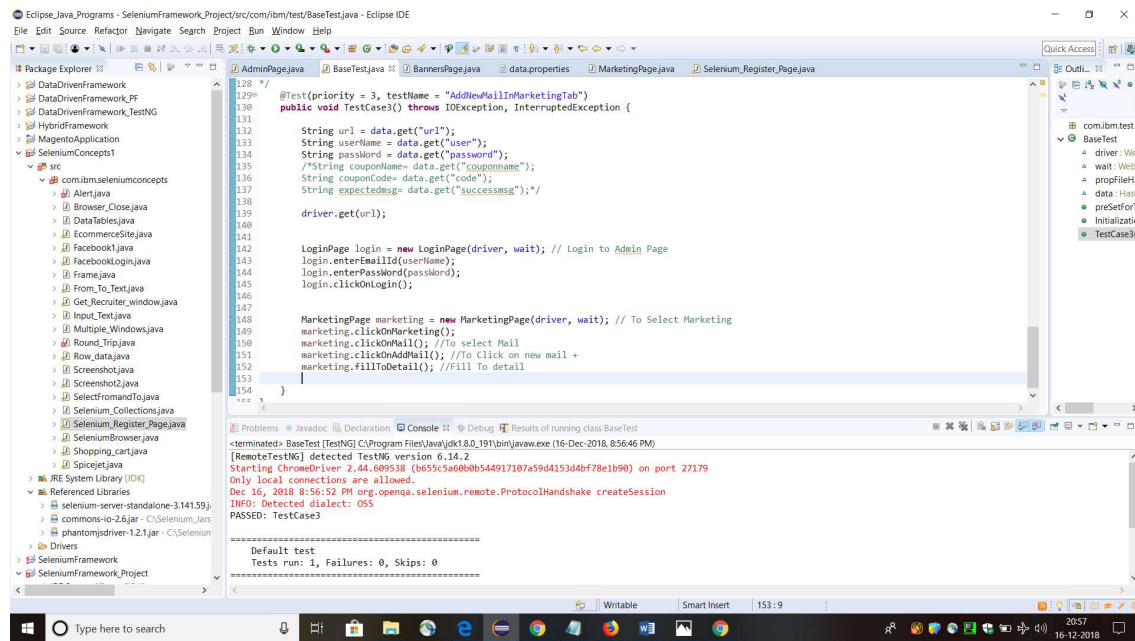 Eclipse_Java_Programs - SeleniumFramework_Project/src/com/ibm/test/BaseTest.java - Eclipse IDE
File Edit Source Refactor Navigate Search Project Run Window Help
Quick Access
Package Explorer
DataDrivenFramework
DataDrivenFramework_PF
DataDrivenFramework_TestNG
HybridFramework
MagentoApplication
SeleniumConcepts1
src
com.ibm.seleniumconcepts
Alert.java
Browser_Close.java
DataTables.java
EcommerceSite.java
Facebook1.java
FacebookLogin.java
Frame.java
From_To_Text.java
Get_Recruiter_window.java
Input_Text.java
Multiple_Windows.java
Round_Trip.java
Row_data.java
Screenshot.java
Screenshot2.java
SelectFromandTo.java
Selenium_Collections.java
Selenium_Register_Page.java
SeleniumBrowser.java
Shopping_cart.java
Spicejet.java
JRE System Library [JDK]
Referenced Libraries
selenium-server-standalone-3.141.59.j
commons-io-2.6.jar - C:\Selenium_Jars
phantomjsdriver-1.2.1.jar - C:\Selenium
Drivers
SeleniumFramework
SeleniumFramework_Project
AdminPage.java BaseTest.java BannersPage.java data.properties MarketingPage.java Selenium_Register_Page.java
128 */
129 @Test(priority = 3, testName = "AddNewMailInMarketingTab")
130 public void TestCase3() throws IOException, InterruptedException {
131
132 String url = data.get("url");
133 String userName = data.get("user");
134 String passWord = data.get("password");
135 /*String couponName= data.get("couponname");
136 String couponCode= data.get("code");
137 String expectedmsg= data.get("successmsg");*/
138
139 driver.get(url);
140
141
142 LoginPage login = new LoginPage(driver, wait); // Login to Admin Page
143 login.enterEmailId(userName);
144 login.enterPassWord(passWord);
145 login.clickOnLogin();
146
147
148 MarketingPage marketing = new MarketingPage(driver, wait); // To Select Marketing
149 marketing.clickOnMarketing();
150 marketing.clickOnMail(); //To select Mail
151 marketing.clickOnAddMail(); //To Click on new mail +
152 marketing.fillToDetail(); //Fill To detail
153
154 }
155 }
Outli...
com.ibm.test
BaseTest
driver : We
wait : Web
propFileH
data : Has
preSetForT
Initializati
TestCase3(
Problems Javadoc Declaration Console Debug Results of running class BaseTest
<terminated> BaseTest [TestNG] C:\Program Files\Java\jdk1.8.0_191\bin\javaw.exe (16-Dec-2018, 8:56:46 PM)
[RemoteTestNG] detected TestNG version 6.14.2
Starting ChromeDriver 2.44.609538 (b655c5a60b0b544917107a59d4153d4bf78e1b90) on port 27179
Only local connections are allowed.
Dec 16, 2018 8:56:52 PM org.openqa.selenium.remote.ProtocolHandshake createSession
INFO: Detected dialect: OSS
PASSED: TestCase3
===============================================
Default test
Tests run: 1, Failures: 0, Skips: 0
===============================================
Writable Smart Insert 153 : 9
Type here to search
20:57
16-12-2018